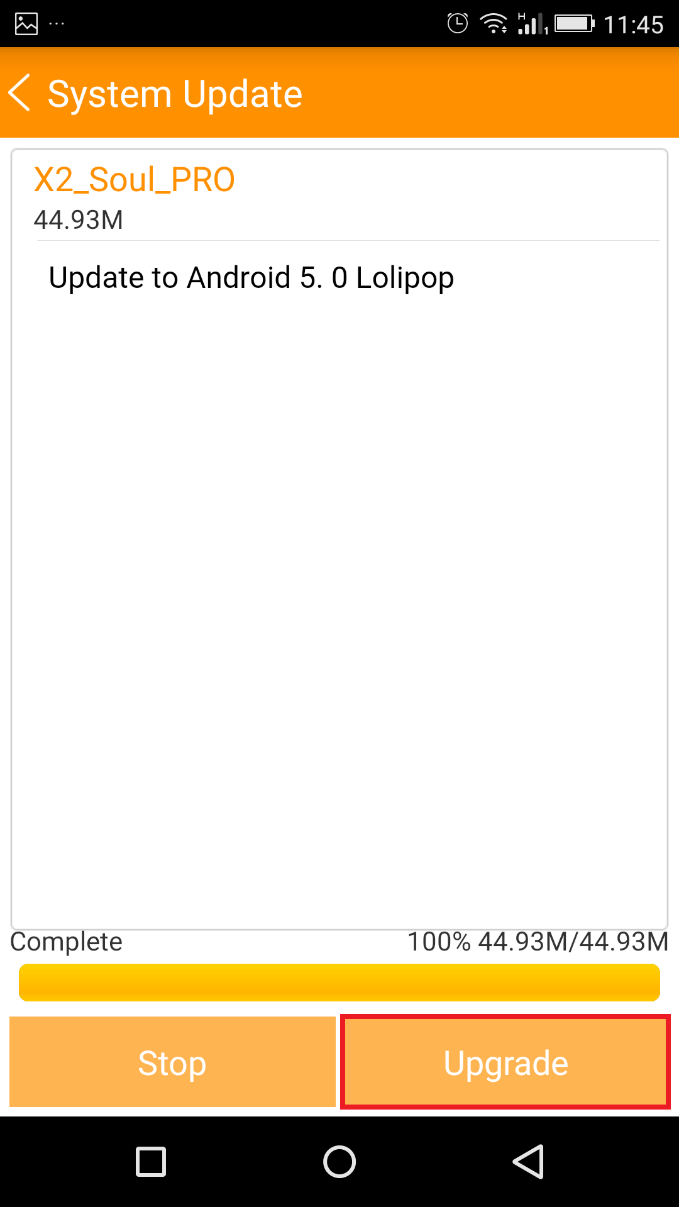 H 1 11:45
System Update
X2_Soul_PRO
44.93M
Update to Android 5. 0 Lolipop
Complete 100% 44.93M/44.93M
Stop Upgrade